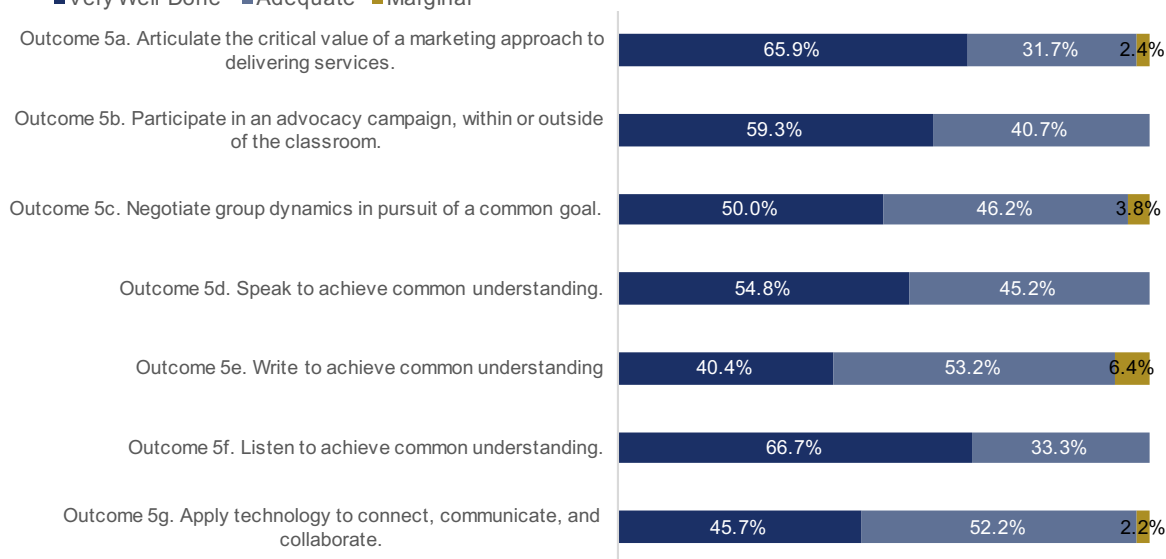 Very Well Done Adequate Marginal
Outcome 5a. Articulate the critical value of a marketing approach to
delivering services.
65.9% 31.7% 2.4%
Outcome 5b. Participate in an advocacy campaign, within or outside
of the classroom.
59.3% 40.7%
Outcome 5c. Negotiate group dynamics in pursuit of a common goal.
50.0% 46.2% 3.8%
Outcome 5d. Speak to achieve common understanding.
54.8% 45.2%
Outcome 5e. Write to achieve common understanding
40.4% 53.2% 6.4%
Outcome 5f. Listen to achieve common understanding.
66.7% 33.3%
Outcome 5g. Apply technology to connect, communicate, and
collaborate.
45.7% 52.2% 2.2%